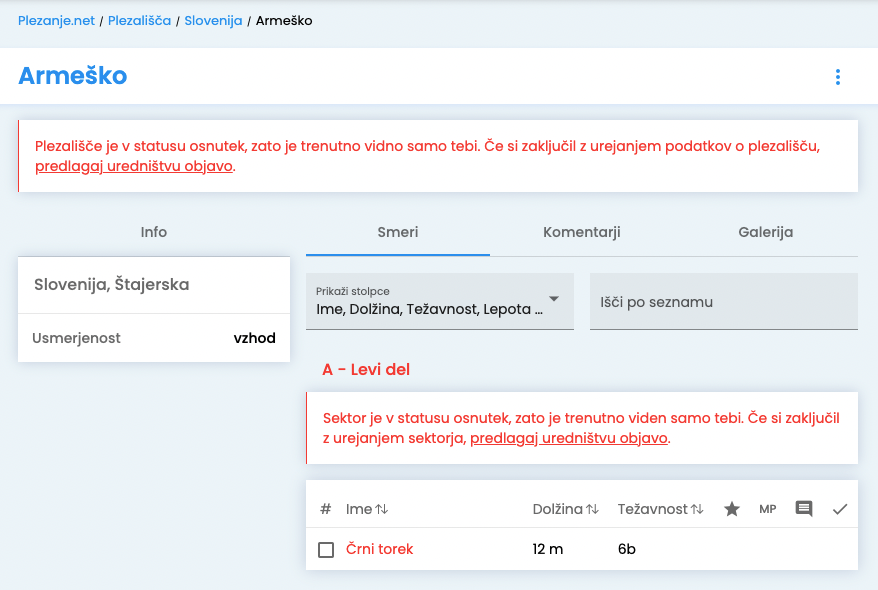 Plezanje.net / Plezališča / Slovenija / Armeško
Armeško
Plezališče je v statusu osnutek, zato je trenutno vidno samo tebi. Če si zaključil z urejanjem podatkov o plezališču,
predlagaj uredništvu objavo.
Info
Smeri
Komentarji
Galerija
Slovenija, Štajerska
Usmerjenost vzhod
Prikaži stolpce
Ime, Dolžina, Težavnost, Lepota ...
Išči po seznamu
A - Levi del
Sektor je v statusu osnutek, zato je trenutno viden samo tebi. Če si zaključil
z urejanjem sektorja, predlagaj uredništvu objavo.
# Ime Dolžina Težavnost MP
Črni torek 12 m 6b